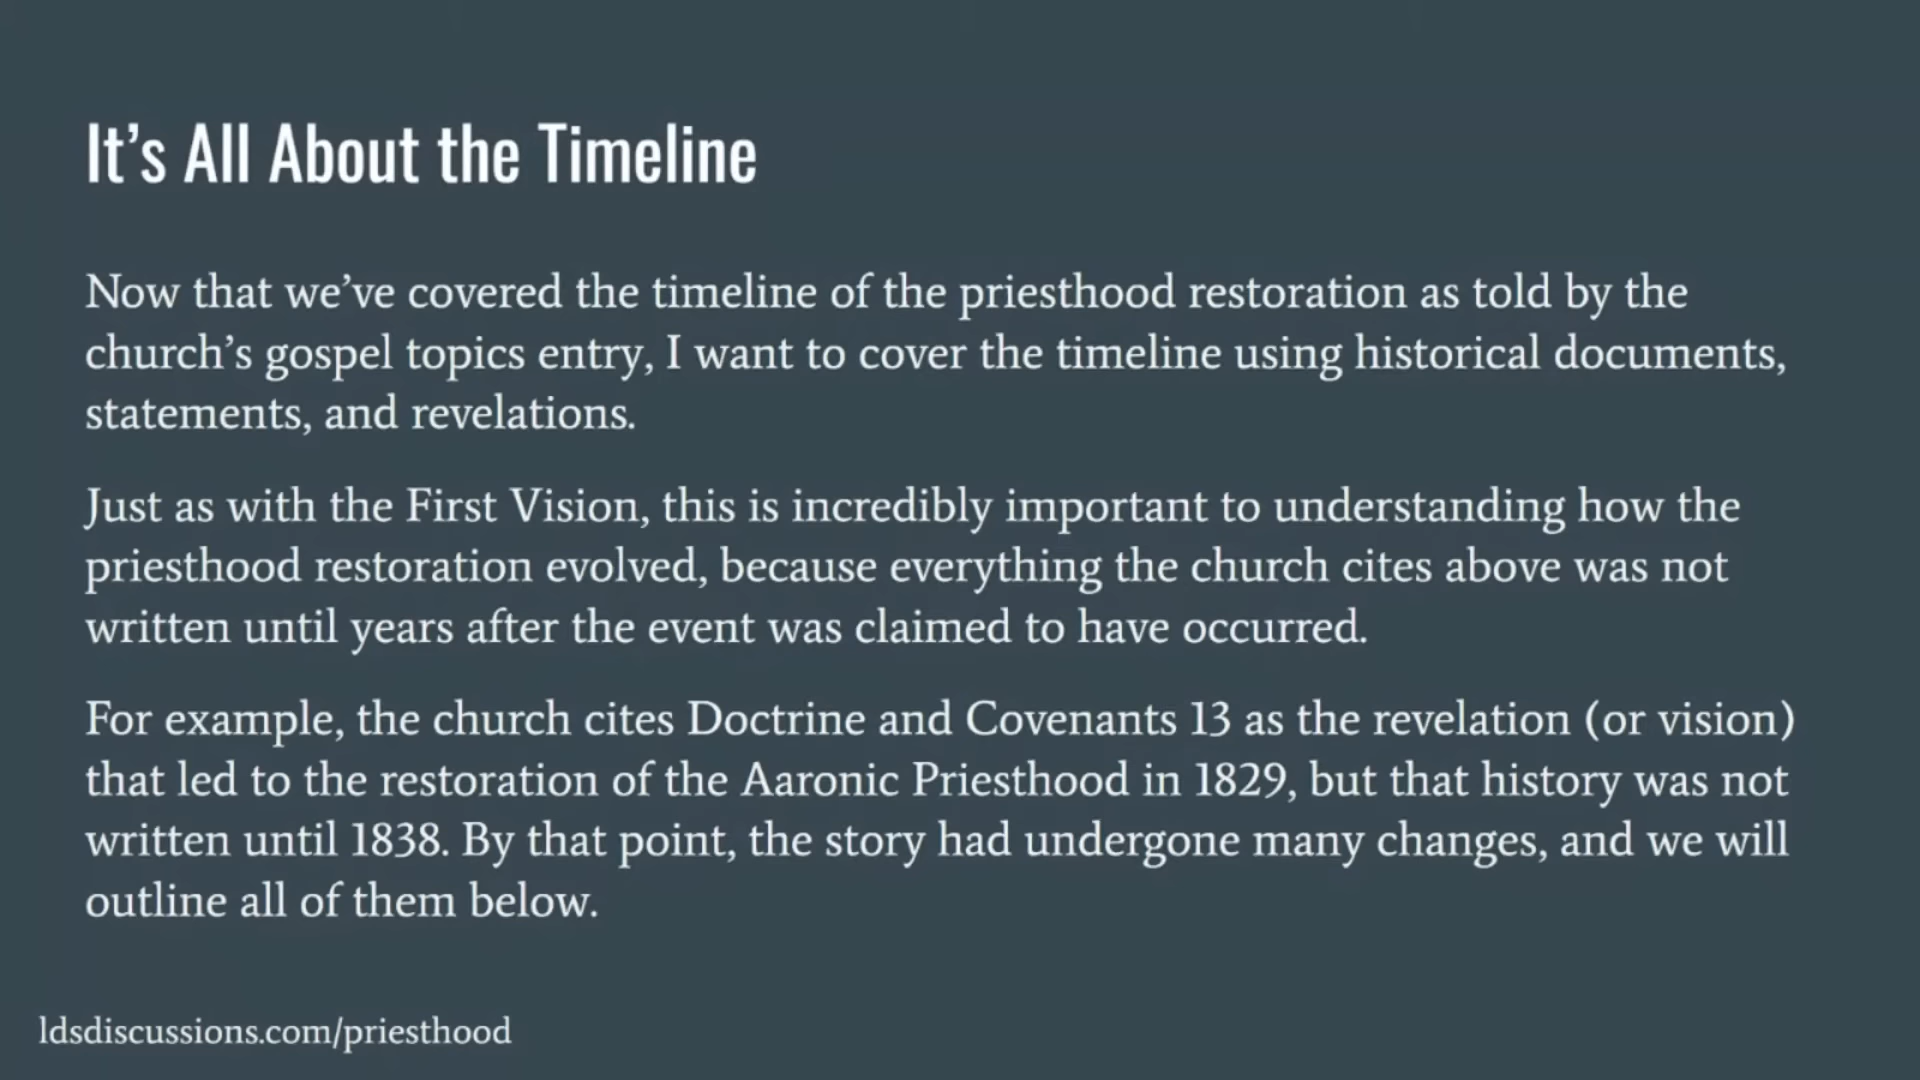 It’s All About the Timeline
Now that we’ve covered the timeline of the priesthood restoration as told by the
church’s gospel topics entry, I want to cover the timeline using historical documents,
statements, and revelations.
Just as with the First Vision, this is incredibly important to understanding how the
priesthood restoration evolved, because everything the church cites above was not
written until years after the event was claimed to have occurred.
For example, the church cites Doctrine and Covenants 13 as the revelation (or vision)
that led to the restoration of the Aaronic Priesthood in 1829, but that history was not
written until 1838. By that point, the story had undergone many changes, and we will
outline all of them below.
ldsdiscussions.com/priesthood